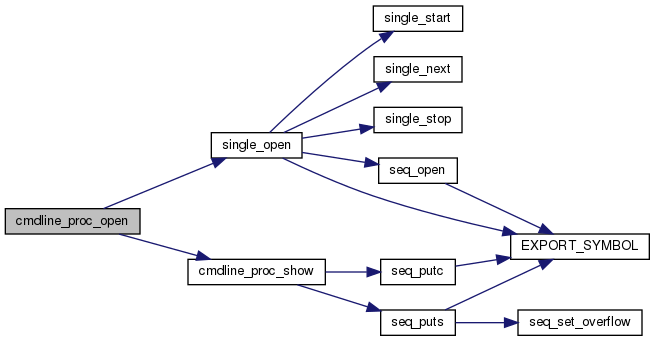 single_start
single_next
single_stop
single_open
seq_open
cmdline_proc_open
EXPORT_SYMBOL
cmdline_proc_show
seq_putc
seq_puts
seq_set_overflow